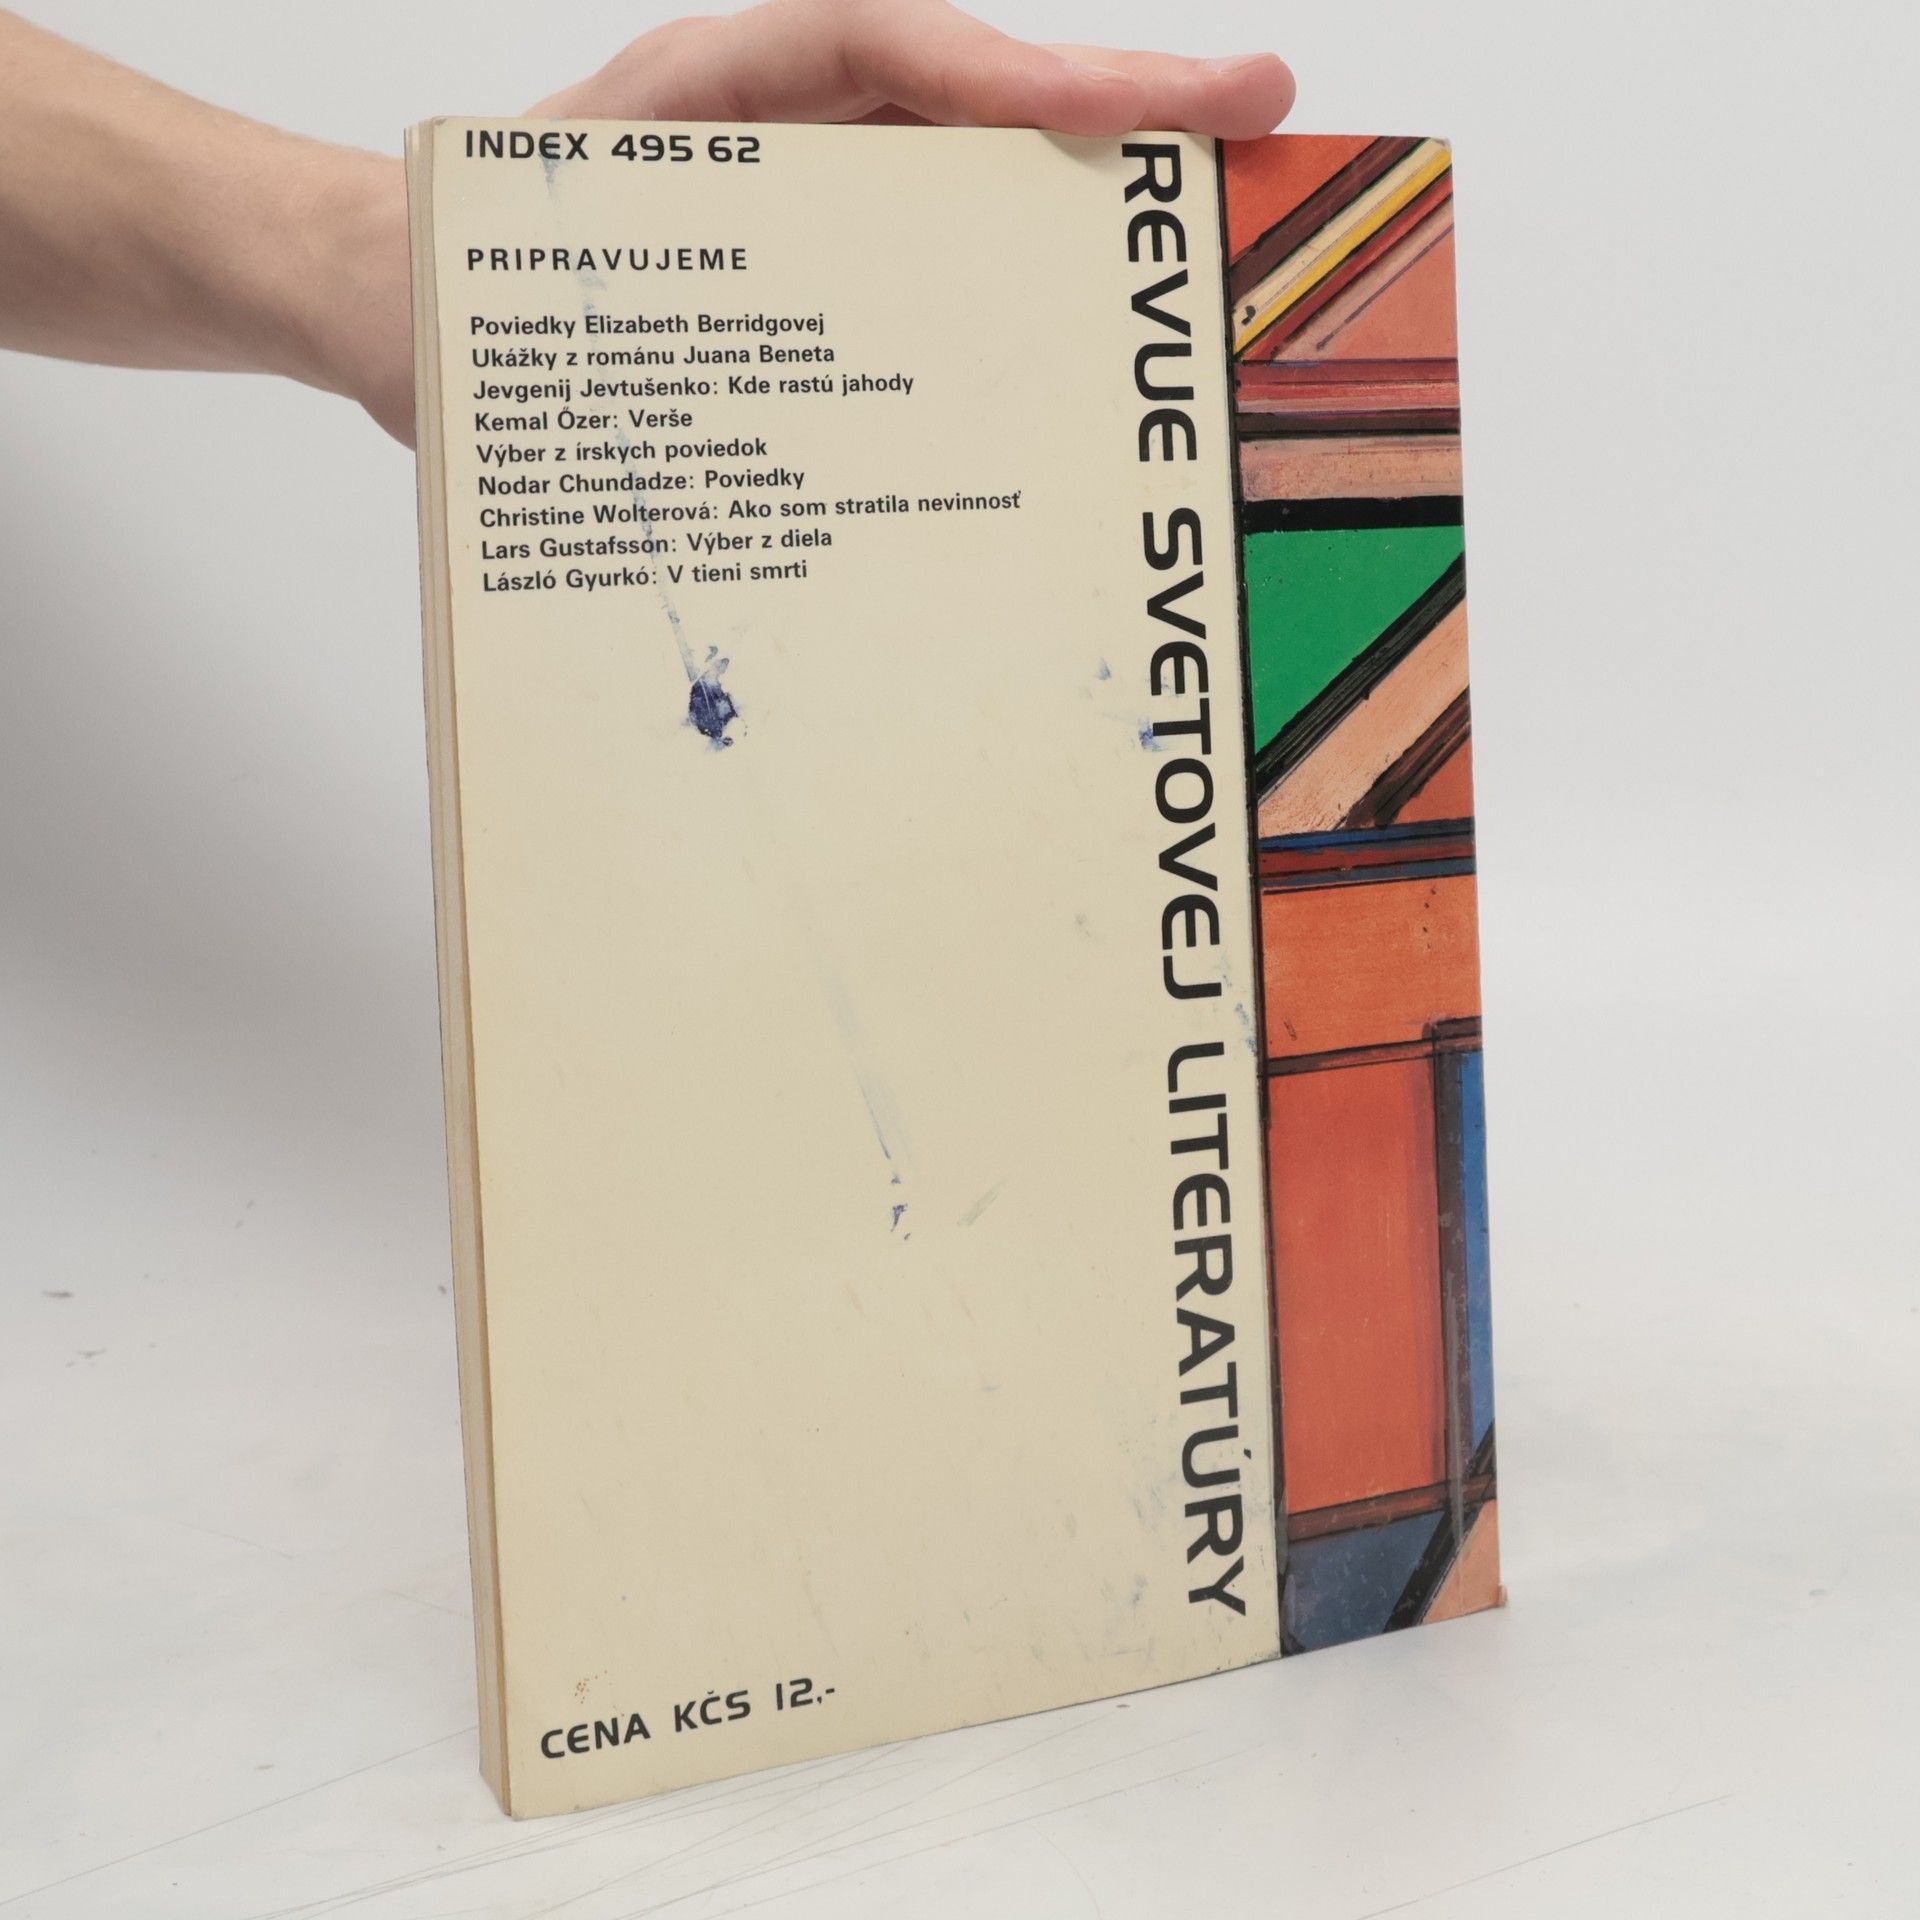 INDEX 495 62
PRIPRAVUJEME
Poviedky Elizabeth Berridgovej
Ukážky z románu Juana Beneta
Jevgenij Jevtušenko: Kde rastú jahody
Kemal Őzer: Verše
Výber z írskych poviedok
Nodar Chundadze: Poviedky
Christine Wolterová: Ako som stratila nevinnosť
Lars Gustafsson: Výber z diela
László Gyurkó: V tieni smrti
CENA KČS 12,-
REVUE SVETOVEJ LITERATÚRY